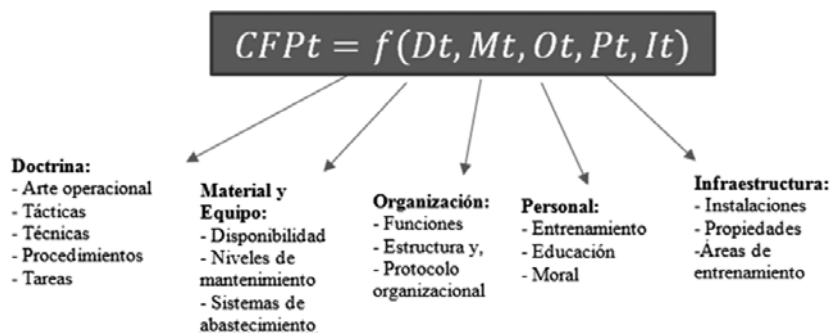 CFPt = f(Dt, Mt, Ot, Pt, It)
Doctrina:
- Arte operacional
- Tácticas
- Técnicas
- Procedimientos
- Tareas
Material y
Equipo:
- Disponibilidad
- Niveles de
mantenimiento
- Sistemas de
abastecimiento
Organización:
- Funciones
- Estructura y,
- Protocolo
organizacional
Personal:
- Entrenamiento
- Educación
- Moral
Infraestructura:
- Instalaciones
- Propiedades
-Áreas de
entrenamiento